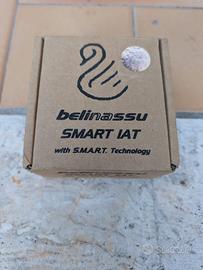 belinassu
SMART IAT
with S.M.A.R.T. Technology